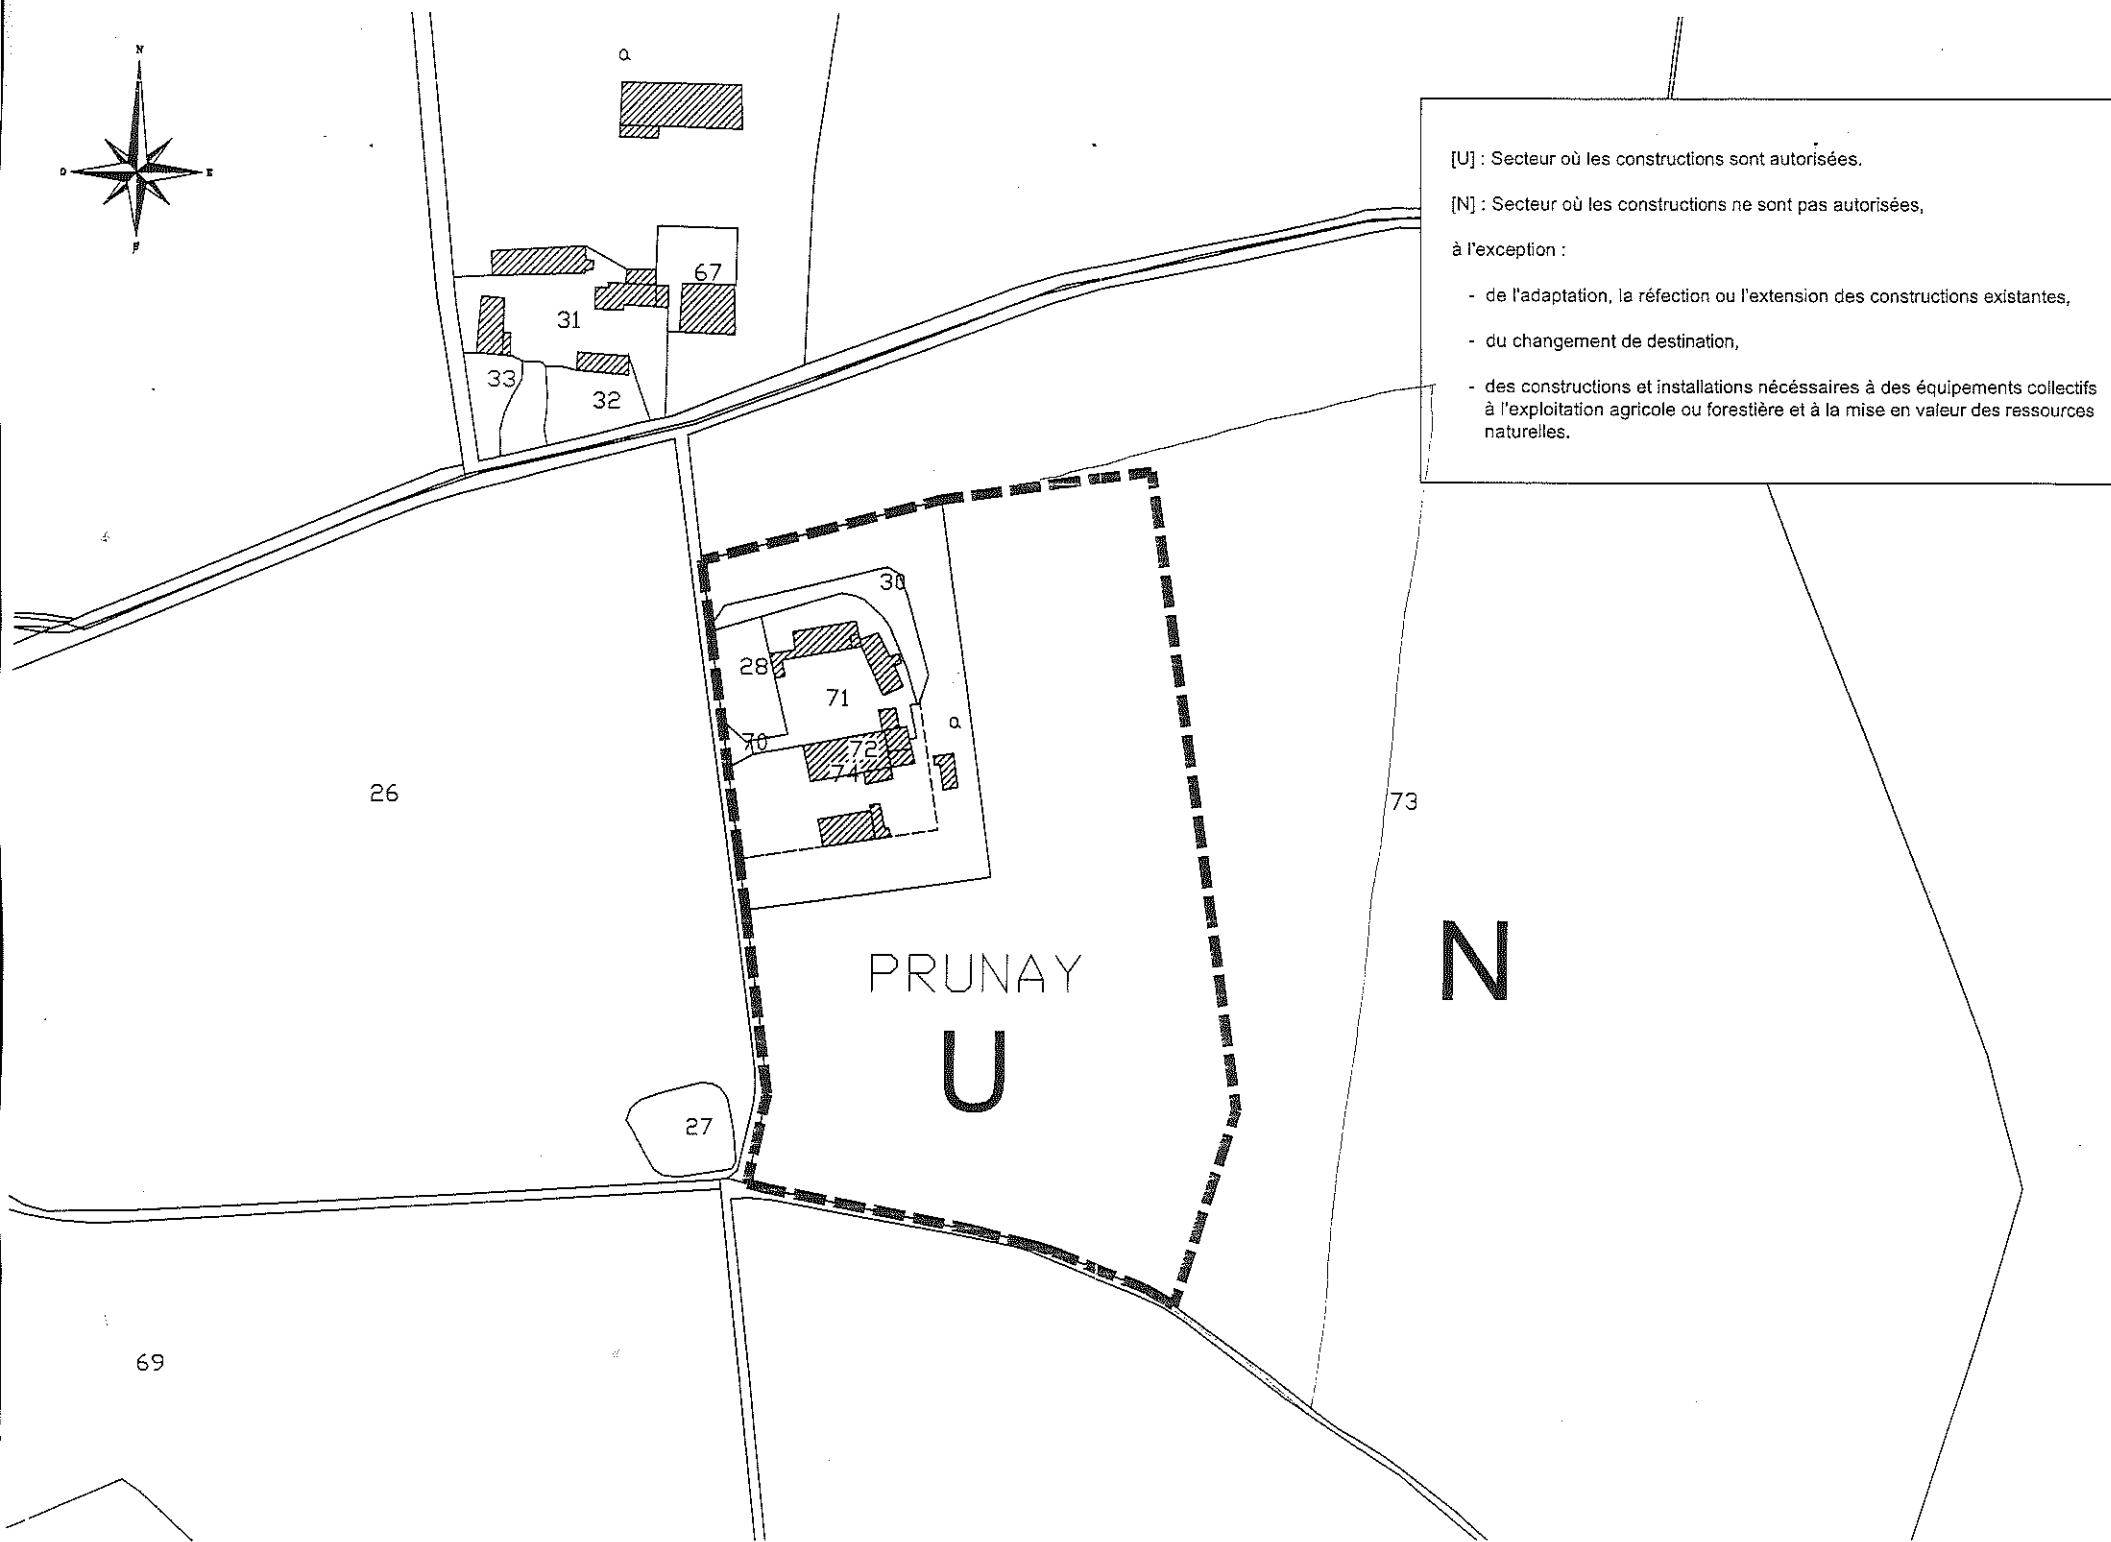 N
O
E
S
a
67
31
33
32
[U] : Secteur où les constructions sont autorisées.
[N] : Secteur où les constructions ne sont pas autorisées,
à l'exception :
- de l'adaptation, la réfection ou l'extension des constructions existantes,
- du changement de destination,
- des constructions et installations nécéssaires à des équipements collectifs
à l'exploitation agricole ou forestière et à la mise en valeur des ressources
naturelles.
30
28
71
a
70
72
74
26
73
PRUNAY
N
U
27
69